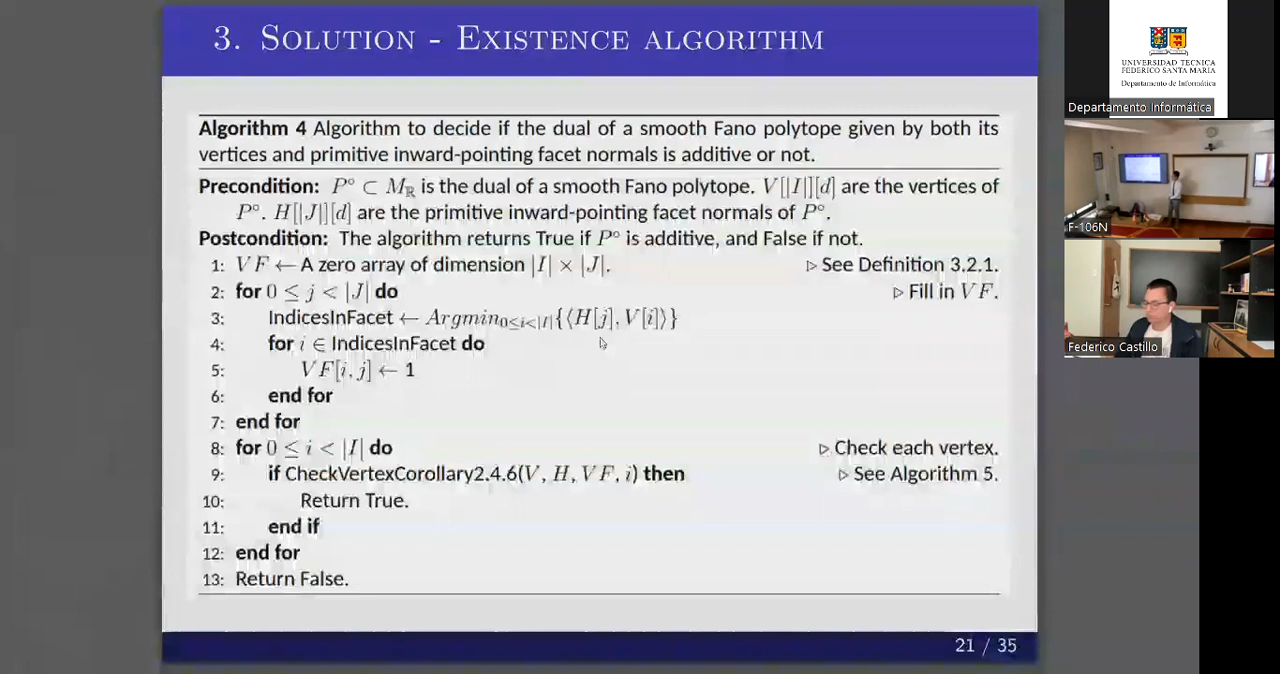 3. Solution - Existence algorithm
Algorithm 4 Algorithm to decide if the dual of a smooth Fano polytope given by both its
vertices and primitive inward-pointing facet normals is additive or not.
Precondition: P° ⊂ Mℝ is the dual of a smooth Fano polytope. V[|I|][d] are the vertices of
P°. H[|J|][d] are the primitive inward-pointing facet normals of P°.
Postcondition: The algorithm returns True if P° is additive, and False if not.
1: VF ← A zero array of dimension |I| × |J|. ▷ See Definition 3.2.1.
2: for 0 ≤ j < |J| do ▷ Fill in VF.
3: IndicesInFacet ← Argmin₀≤i<|I|{⟨H[j], V[i]⟩}
4: for i ∈ IndicesInFacet do
5: VF[i, j] ← 1
6: end for
7: end for
8: for 0 ≤ i < |I| do ▷ Check each vertex.
9: if CheckVertexCorollary2.4.6(V, H, VF, i) then ▷ See Algorithm 5.
10: Return True.
11: end if
12: end for
13: Return False.
21 / 35
UNIVERSIDAD TECNICA
FEDERICO SANTA MARIA
Departamento de Informática
Departamento Informática
F-106N
Federico Castillo